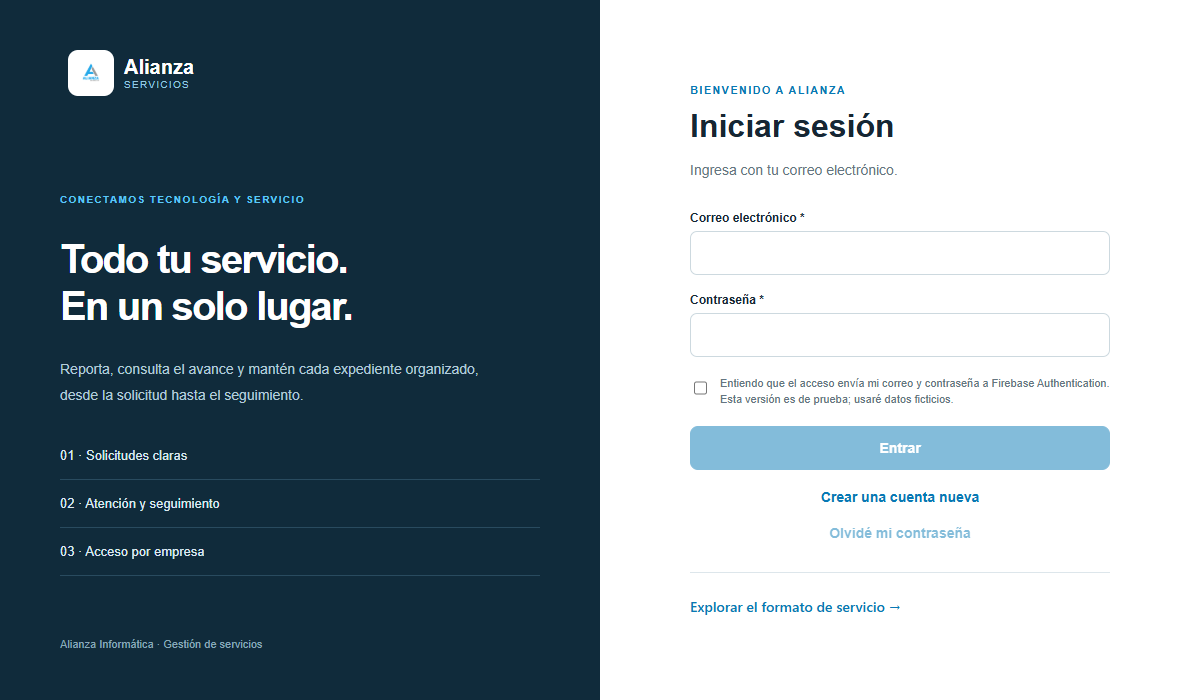 Alianza
SERVICIOS
CONECTAMOS TECNOLOGÍA Y SERVICIO
Todo tu servicio.
En un solo lugar.
Reporta, consulta el avance y mantén cada expediente organizado,
desde la solicitud hasta el seguimiento.
01 · Solicitudes claras
02 · Atención y seguimiento
03 · Acceso por empresa
Alianza Informática · Gestión de servicios
BIENVENIDO A ALIANZA
Iniciar sesión
Ingresa con tu correo electrónico.
Correo electrónico *
Contraseña *
Entiendo que el acceso envía mi correo y contraseña a Firebase Authentication.
Esta versión es de prueba; usaré datos ficticios.
Entrar
Crear una cuenta nueva
Olvidé mi contraseña
Explorar el formato de servicio →